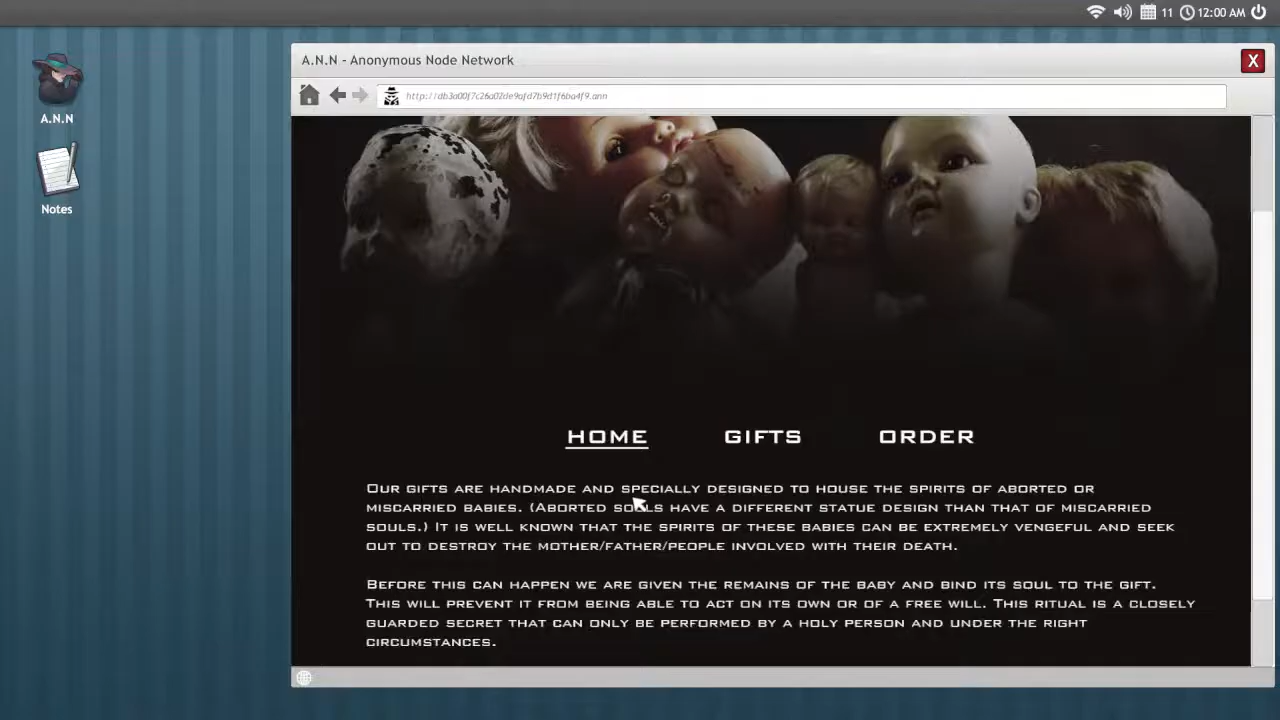 11 12:00 AM
A.N.N - Anonymous Node Network
X
http://db3a00f7c26a02de9afd7b9d1f6ba4f9.ann
A.N.N
Notes
HOME GIFTS ORDER
Our gifts are handmade and specially designed to house the spirits of aborted or
miscarried babies. (Aborted souls have a different statue design than that of miscarried
souls.) It is well known that the spirits of these babies can be extremely vengeful and seek
out to destroy the mother/father/people involved with their death.
Before this can happen we are given the remains of the baby and bind its soul to the gift.
This will prevent it from being able to act on its own or of a free will. This ritual is a closely
guarded secret that can only be performed by a holy person and under the right
circumstances.